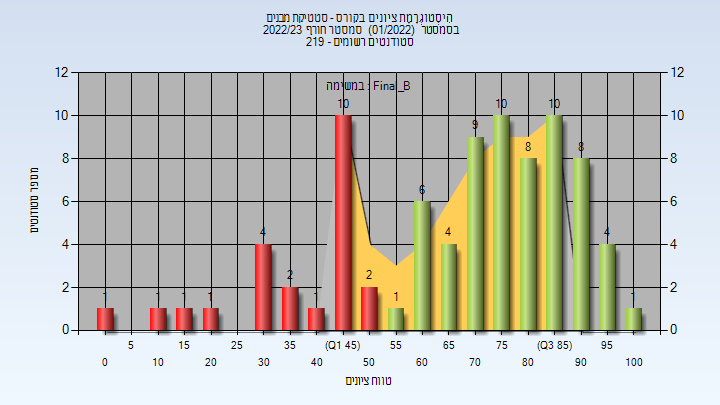 היסטוגרמת ציונים בקורס - סטטיקת מבנים
בסמסטר (01/2022) סמסטר חורף 2022/23
סטודנטים רשומים - 219
במשימה : Final_B
מספר סטודנטים
12 12
10 10
8 8
6 6
4 4
2 2
0 0
1 1 1 1 4 2 1 10 2 1 6 4 9 10 8 10 8 4 1
5 15 25 35 (Q1 45) 55 65 75 (Q3 85) 95
0 10 20 30 40 50 60 70 80 90 100
טווח ציונים